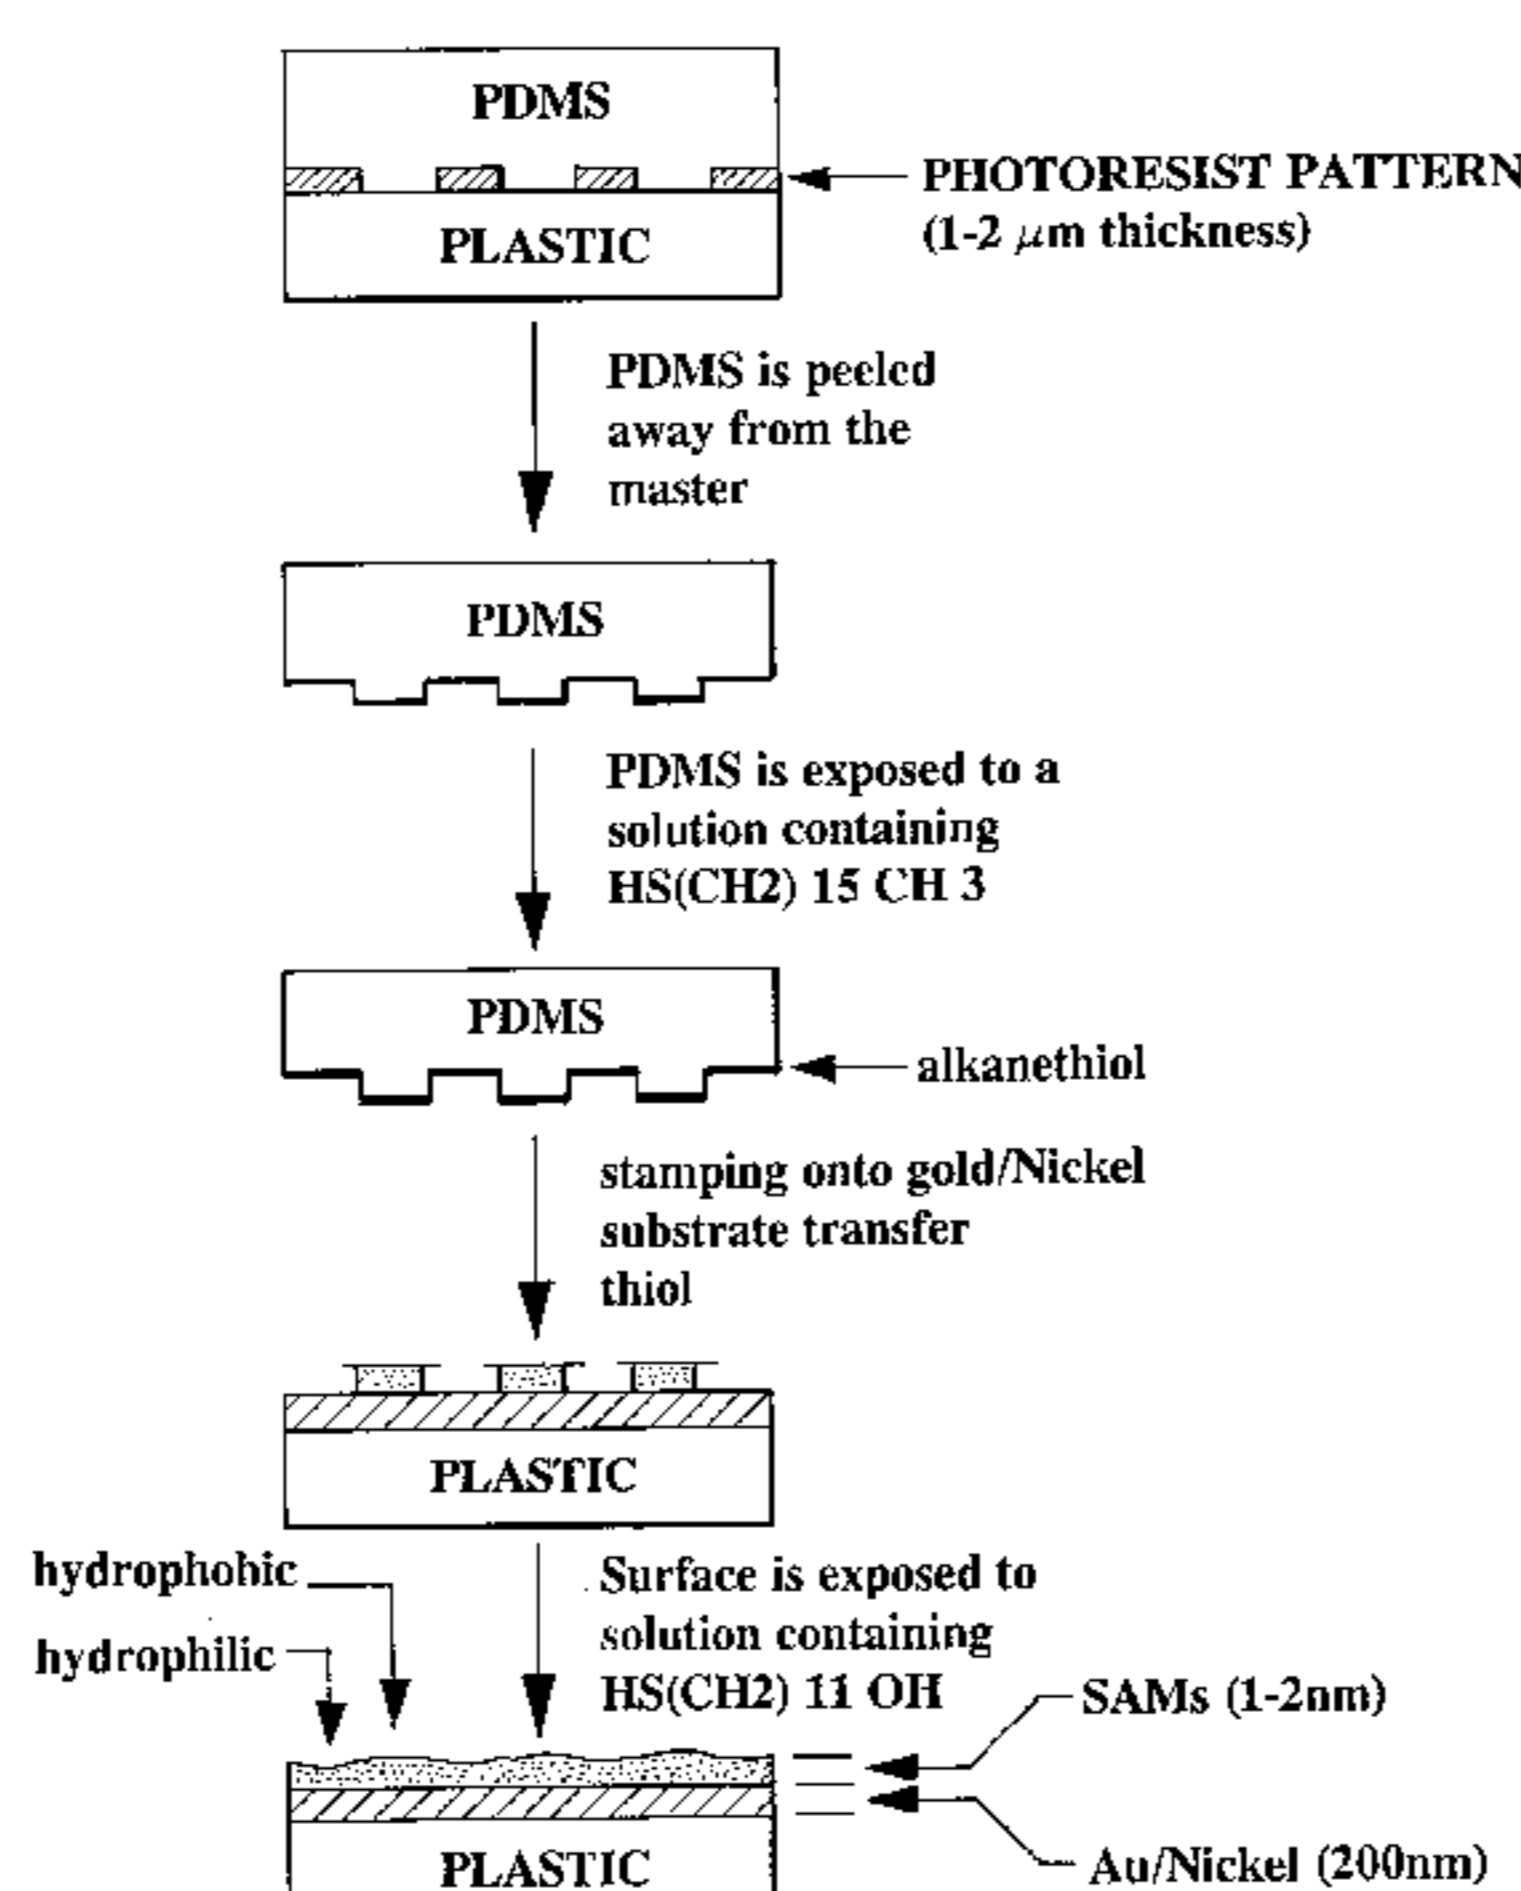 PDMS
PHOTORESIST PATTERN
(1-2 μm thickness)
PLASTIC
PDMS is peeled
away from the
master
PDMS
PDMS is exposed to a
solution containing
HS(CH2) 15 CH 3
PDMS
alkanethiol
stamping onto gold/Nickel
substrate transfer
thiol
PLASTIC
hydrophobic
hydrophilic
Surface is exposed to
solution containing
HS(CH2) 11 OH
SAMs (1-2nm)
Au/Nickel (200nm)
PLASTIC